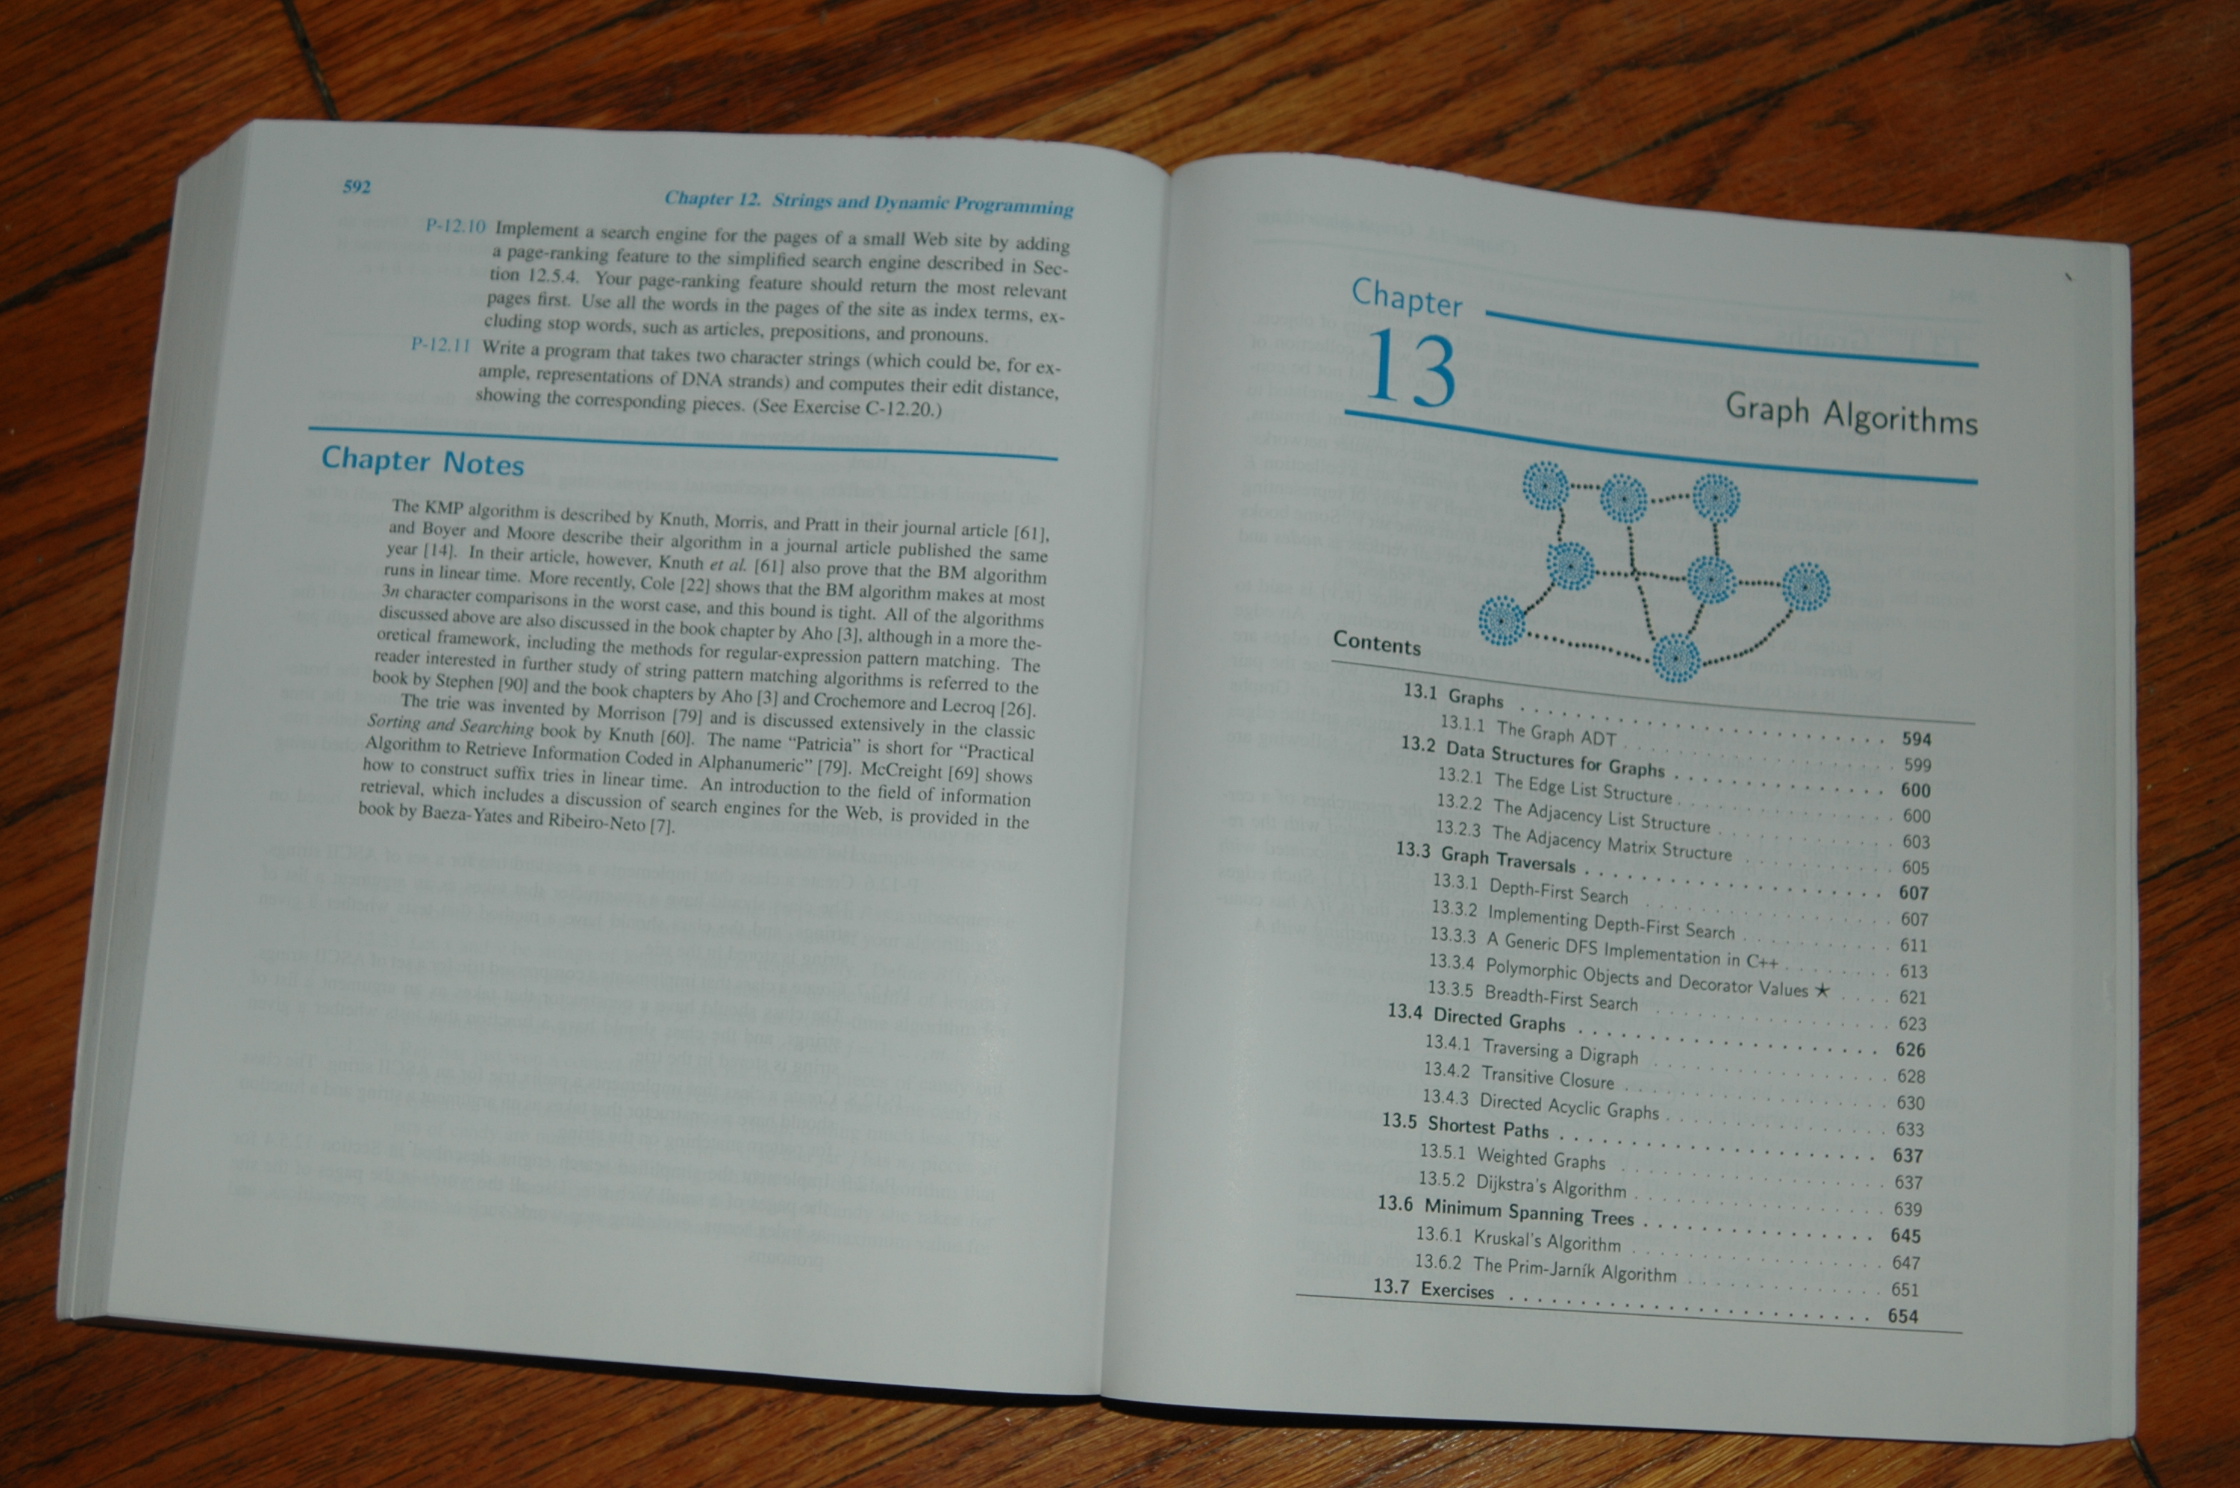 592
Chapter 12. Strings and Dynamic Programming
P-12.10 Implement a search engine for the pages of a small Web site by adding
a page-ranking feature to the simplified search engine described in Sec-
tion 12.5.4. Your page-ranking feature should return the most relevant
pages first. Use all the words in the pages of the site as index terms, ex-
cluding stop words, such as articles, prepositions, and pronouns.
P-12.11 Write a program that takes two character strings (which could be, for ex-
ample, representations of DNA strands) and computes their edit distance,
showing the corresponding pieces. (See Exercise C-12.20.)
Chapter Notes
The KMP algorithm is described by Knuth, Morris, and Pratt in their journal article [61],
and Boyer and Moore describe their algorithm in a journal article published the same
year [14]. In their article, however, Knuth et al. [61] also prove that the BM algorithm
runs in linear time. More recently, Cole [22] shows that the BM algorithm makes at most
3n character comparisons in the worst case, and this bound is tight. All of the algorithms
discussed above are also discussed in the book chapter by Aho [3], although in a more the-
oretical framework, including the methods for regular-expression pattern matching. The
reader interested in further study of string pattern matching algorithms is referred to the
book by Stephen [90] and the book chapters by Aho [3] and Crochemore and Lecroq [26].
The trie was invented by Morrison [79] and is discussed extensively in the classic
Sorting and Searching book by Knuth [60]. The name “Patricia” is short for “Practical
Algorithm to Retrieve Information Coded in Alphanumeric” [79]. McCreight [69] shows
how to construct suffix tries in linear time. An introduction to the field of information
retrieval, which includes a discussion of search engines for the Web, is provided in the
book by Baeza-Yates and Ribeiro-Neto [7].
Chapter
13
Graph Algorithms
Contents
13.1 Graphs . . . . . . . . . . . . . . . . . . . . 594
13.1.1 The Graph ADT . . . . . . . . . . . . . . . 599
13.2 Data Structures for Graphs . . . . . . . . . . 600
13.2.1 The Edge List Structure . . . . . . . . . . 600
13.2.2 The Adjacency List Structure . . . . . . . . 603
13.2.3 The Adjacency Matrix Structure . . . . . . . 605
13.3 Graph Traversals . . . . . . . . . . . . . . . 607
13.3.1 Depth-First Search . . . . . . . . . . . . . 607
13.3.2 Implementing Depth-First Search . . . . . . . 611
13.3.3 A Generic DFS Implementation in C++ . . . . . 613
13.3.4 Polymorphic Objects and Decorator Values ★ . . . 621
13.3.5 Breadth-First Search . . . . . . . . . . . . 623
13.4 Directed Graphs . . . . . . . . . . . . . . . 626
13.4.1 Traversing a Digraph . . . . . . . . . . . . 628
13.4.2 Transitive Closure . . . . . . . . . . . . . 630
13.4.3 Directed Acyclic Graphs . . . . . . . . . . 633
13.5 Shortest Paths . . . . . . . . . . . . . . . . 637
13.5.1 Weighted Graphs . . . . . . . . . . . . . . 637
13.5.2 Dijkstra's Algorithm . . . . . . . . . . . . 639
13.6 Minimum Spanning Trees . . . . . . . . . . . . 645
13.6.1 Kruskal's Algorithm . . . . . . . . . . . . 647
13.6.2 The Prim-Jarník Algorithm . . . . . . . . . 651
13.7 Exercises . . . . . . . . . . . . . . . . . . 654